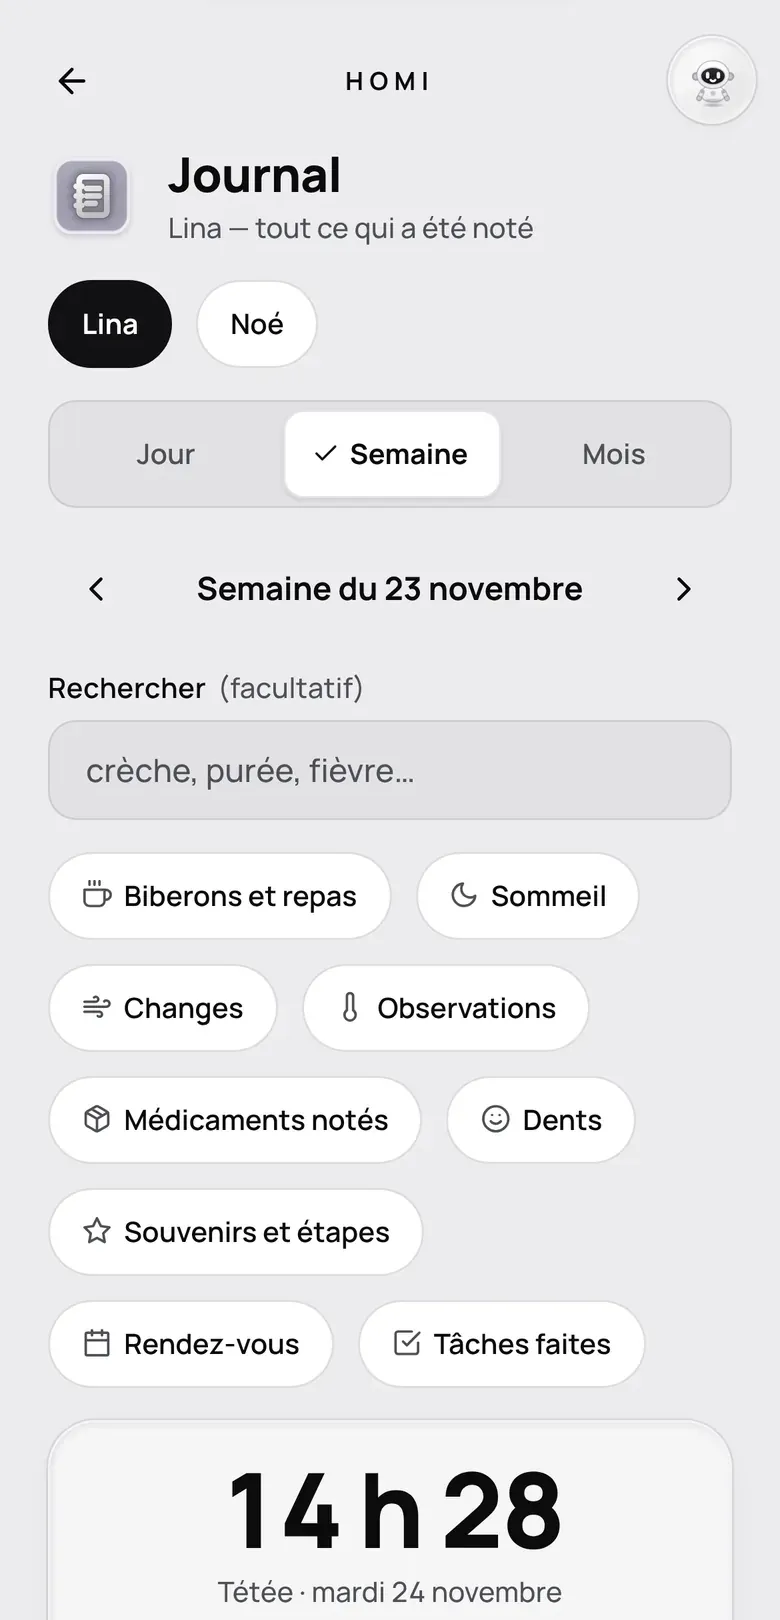 HOMI
Journal
Lina — tout ce qui a été noté
Lina
Noé
Jour
Semaine
Mois
Semaine du 23 novembre
Rechercher (facultatif)
crèche, purée, fièvre…
Biberons et repas
Sommeil
Changes
Observations
Médicaments notés
Dents
Souvenirs et étapes
Rendez-vous
Tâches faites
14 h 28
Tétée · mardi 24 novembre